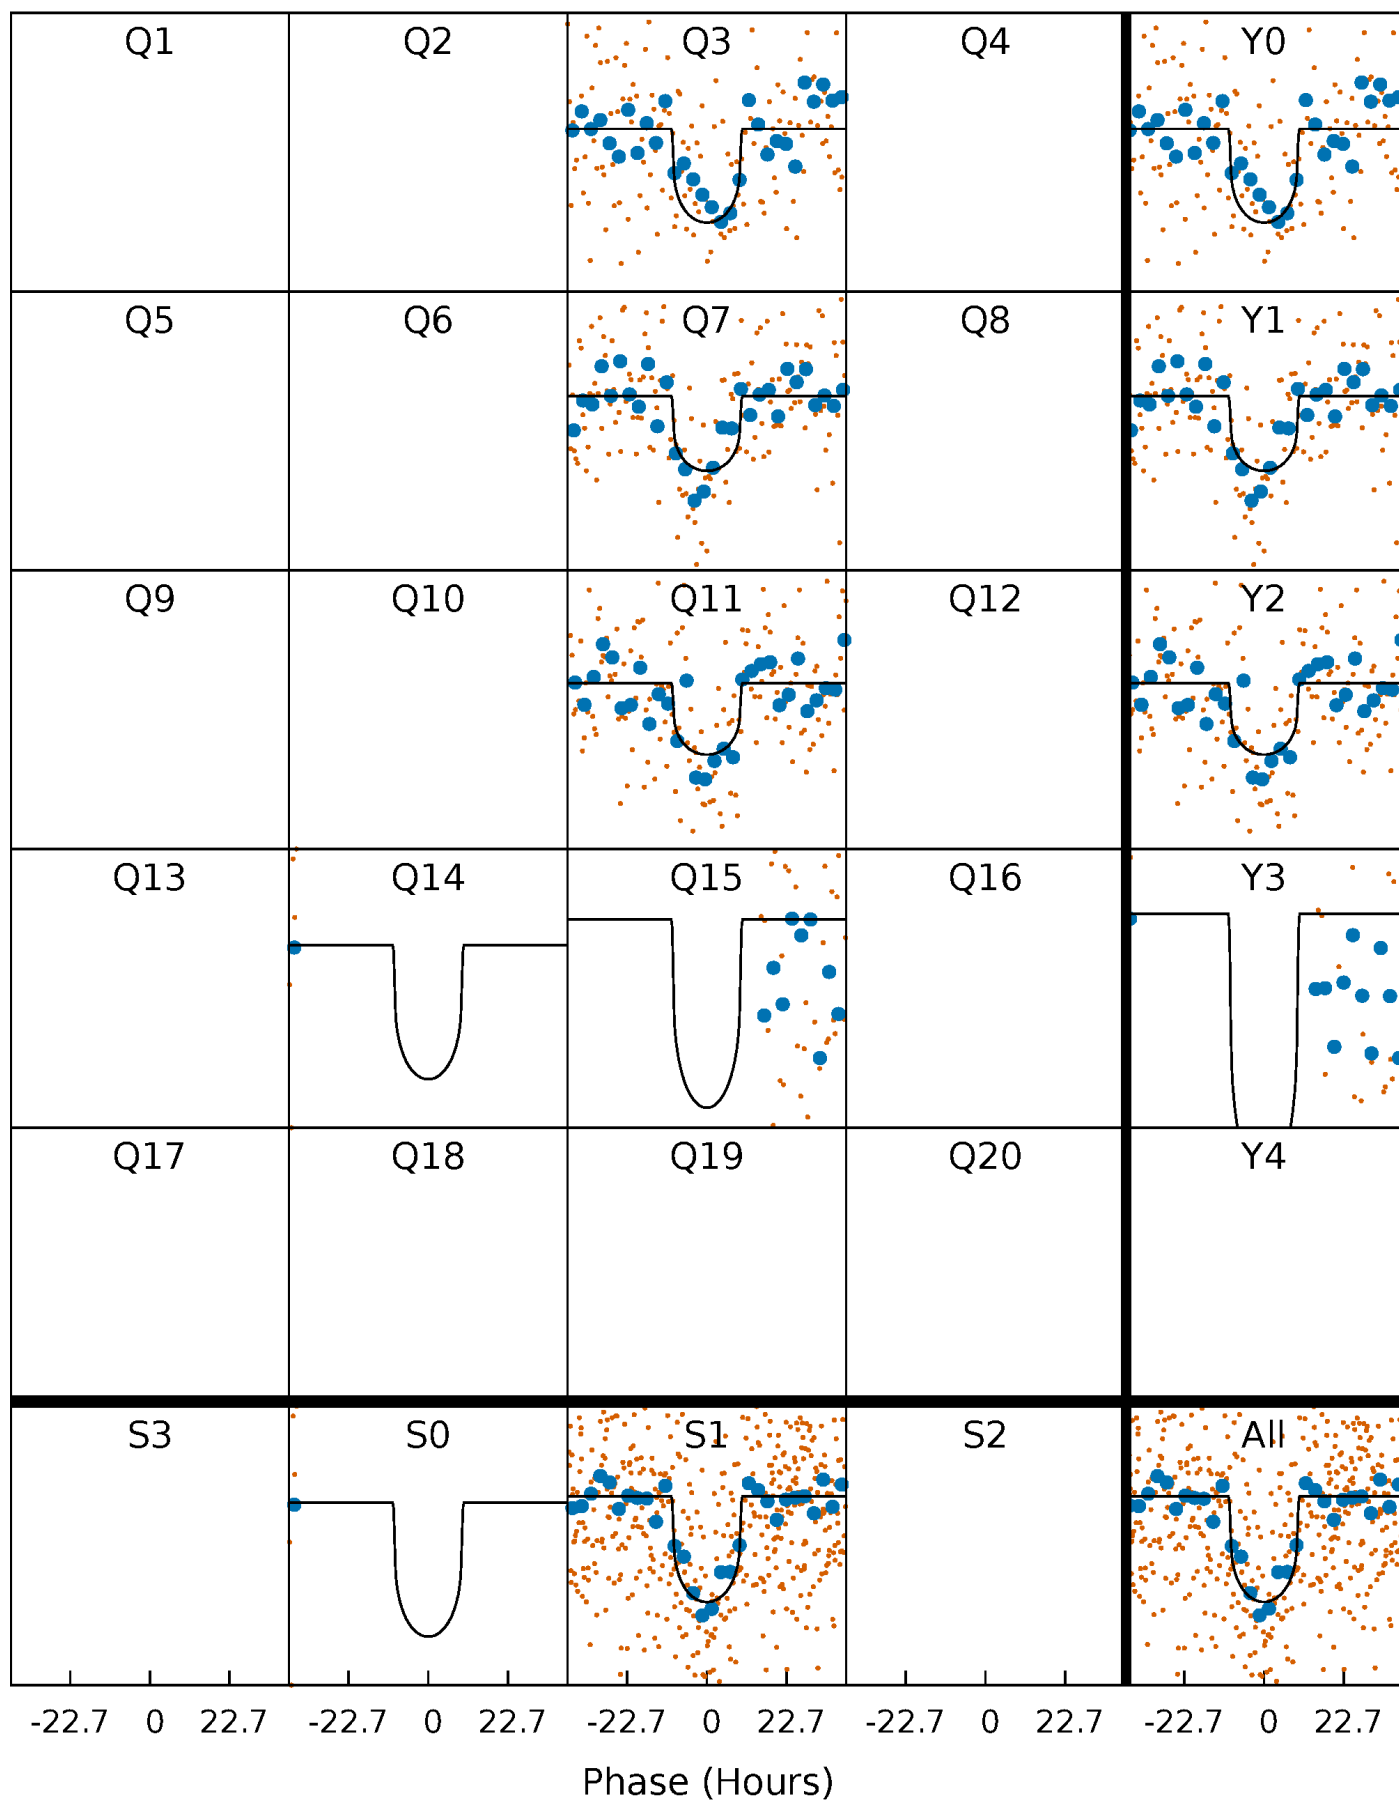 Q1 Q2 Q3 Q4 Y0
Q5 Q6 Q7 Q8 Y1
Q9 Q10 Q11 Q12 Y2
Q13 Q14 Q15 Q16 Y3
Q17 Q18 Q19 Q20 Y4
S3 S0 S1 S2 All
-22.7 0 22.7 -22.7 0 22.7 -22.7 0 22.7 -22.7 0 22.7 -22.7 0 22.7
Phase (Hours)